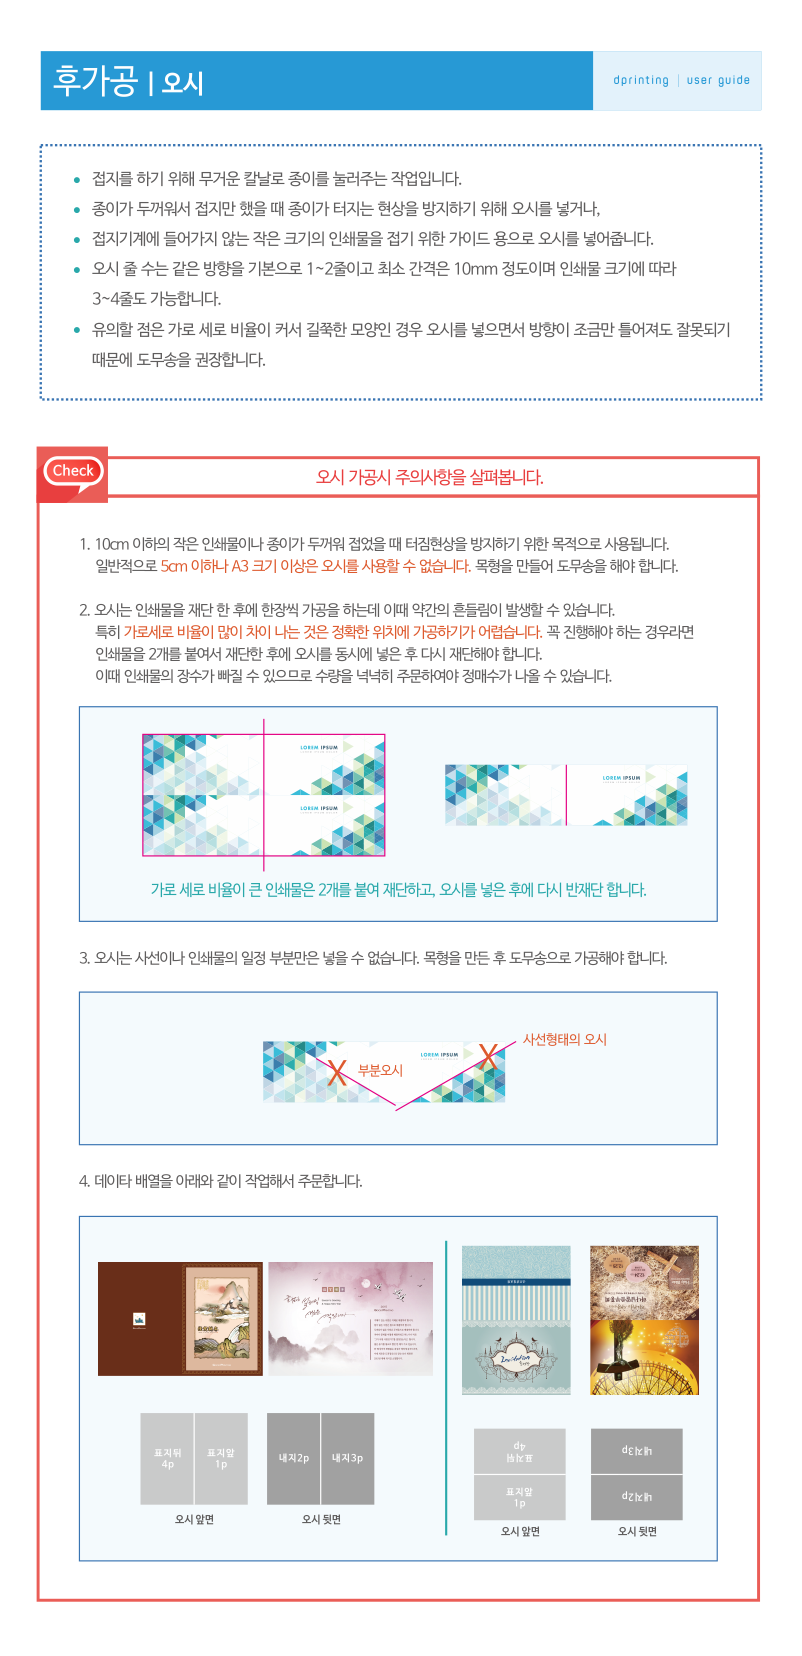 후가공 | 오시
dprinting | user guide
• 접지를 하기 위해 무거운 칼날로 종이를 눌러주는 작업입니다.
• 종이가 두꺼워서 접지만 했을 때 종이가 터지는 현상을 방지하기 위해 오시를 넣거나,
• 접지기계에 들어가지 않는 작은 크기의 인쇄물을 접기 위한 가이드 용으로 오시를 넣어줍니다.
• 오시 줄 수는 같은 방향을 기본으로 1~2줄이고 최소 간격은 10mm 정도이며 인쇄물 크기에 따라
3~4줄도 가능합니다.
• 유의할 점은 가로 세로 비율이 커서 길쭉한 모양인 경우 오시를 넣으면서 방향이 조금만 틀어져도 잘못되기
때문에 도무송을 권장합니다.
Check
오시 가공시 주의사항을 살펴봅니다.
1. 10cm 이하의 작은 인쇄물이나 종이가 두꺼워 접었을 때 터짐현상을 방지하기 위한 목적으로 사용됩니다.
일반적으로 5cm 이하나 A3 크기 이상은 오시를 사용할 수 없습니다. 목형을 만들어 도무송을 해야 합니다.
2. 오시는 인쇄물을 재단 한 후에 한장씩 가공을 하는데 이때 약간의 흔들림이 발생할 수 있습니다.
특히 가로세로 비율이 많이 차이 나는 것은 정확한 위치에 가공하기가 어렵습니다. 꼭 진행해야 하는 경우라면
인쇄물을 2개를 붙여서 재단한 후에 오시를 동시에 넣은 후 다시 재단해야 합니다.
이때 인쇄물의 장수가 빠질 수 있으므로 수량을 넉넉히 주문하여야 정매수가 나올 수 있습니다.
LOREM IPSUM
LOREM IPSUM
LOREM IPSUM
가로 세로 비율이 큰 인쇄물은 2개를 붙여 재단하고, 오시를 넣은 후에 다시 반재단 합니다.
3. 오시는 사선이나 인쇄물의 일정 부분만은 넣을 수 없습니다. 목형을 만든 후 도무송으로 가공해야 합니다.
사선형태의 오시
LOREM IPSUM
X
X
부분오시
4. 데이타 배열을 아래와 같이 작업해서 주문합니다.
Invitation
표지뒤
4p
표지앞
1p
내지2p
내지3p
오시 앞면
오시 뒷면
표지뒤
4p
표지앞
1p
내지3p
내지2p
오시 앞면
오시 뒷면